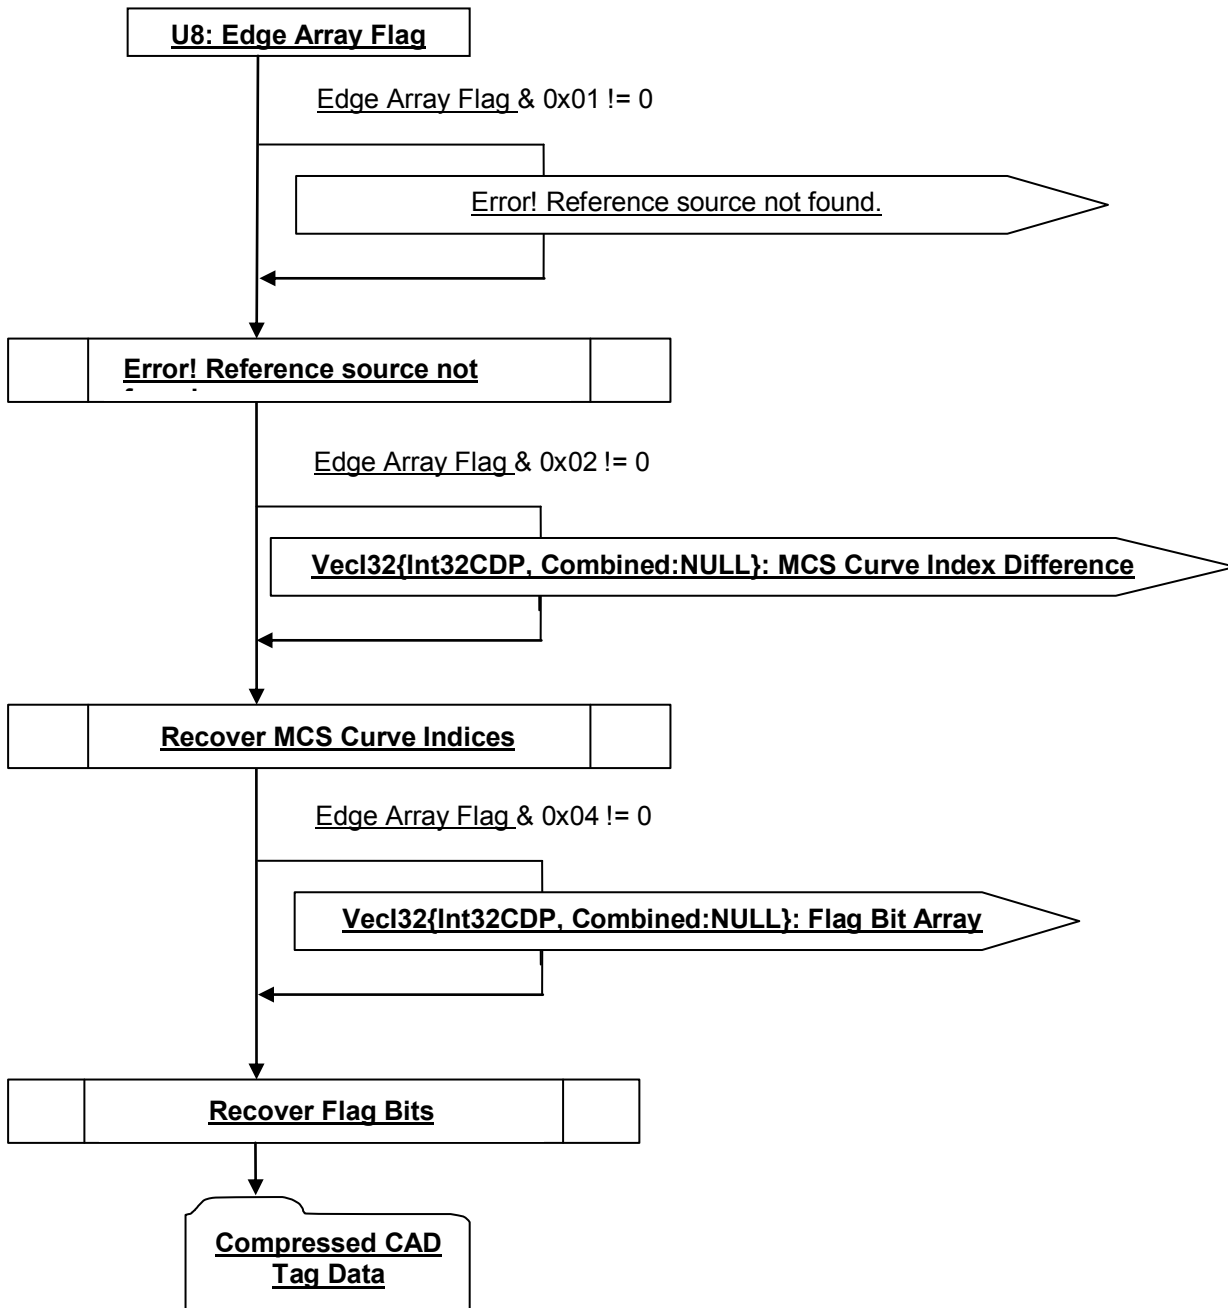 U8: Edge Array Flag
Edge Array Flag & 0x01 != 0
Error! Reference source not found.
Error! Reference source not
Edge Array Flag & 0x02 != 0
VecI32{Int32CDP, Combined:NULL}: MCS Curve Index Difference
Recover MCS Curve Indices
Edge Array Flag & 0x04 != 0
VecI32{Int32CDP, Combined:NULL}: Flag Bit Array
Recover Flag Bits
Compressed CAD
Tag Data